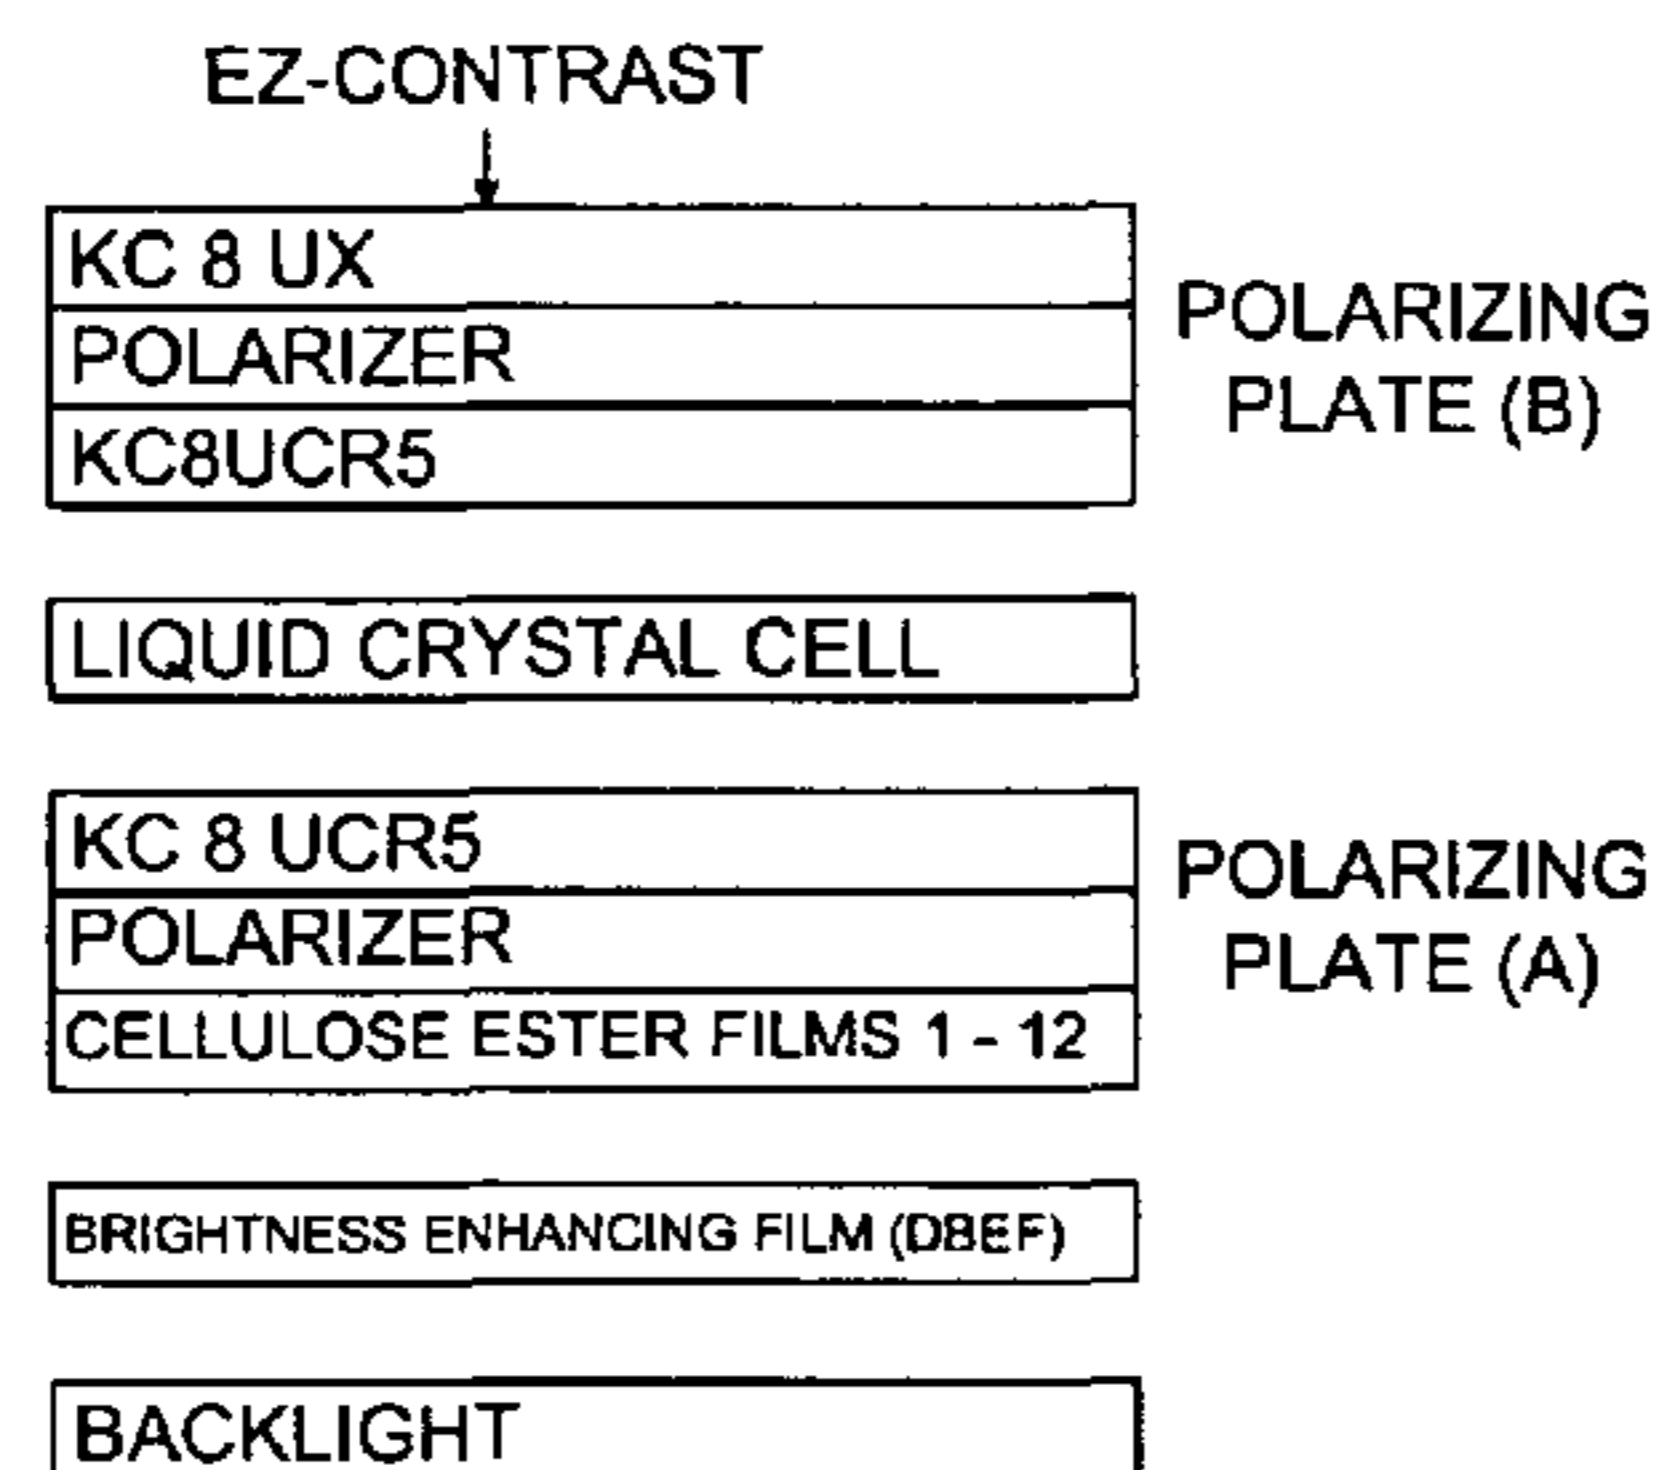 EZ-CONTRAST
KC 8 UX
POLARIZER
KC8UCR5
POLARIZING
PLATE (B)
LIQUID CRYSTAL CELL
KC 8 UCR5
POLARIZER
CELLULOSE ESTER FILMS 1 - 12
POLARIZING
PLATE (A)
BRIGHTNESS ENHANCING FILM (DBEF)
BACKLIGHT